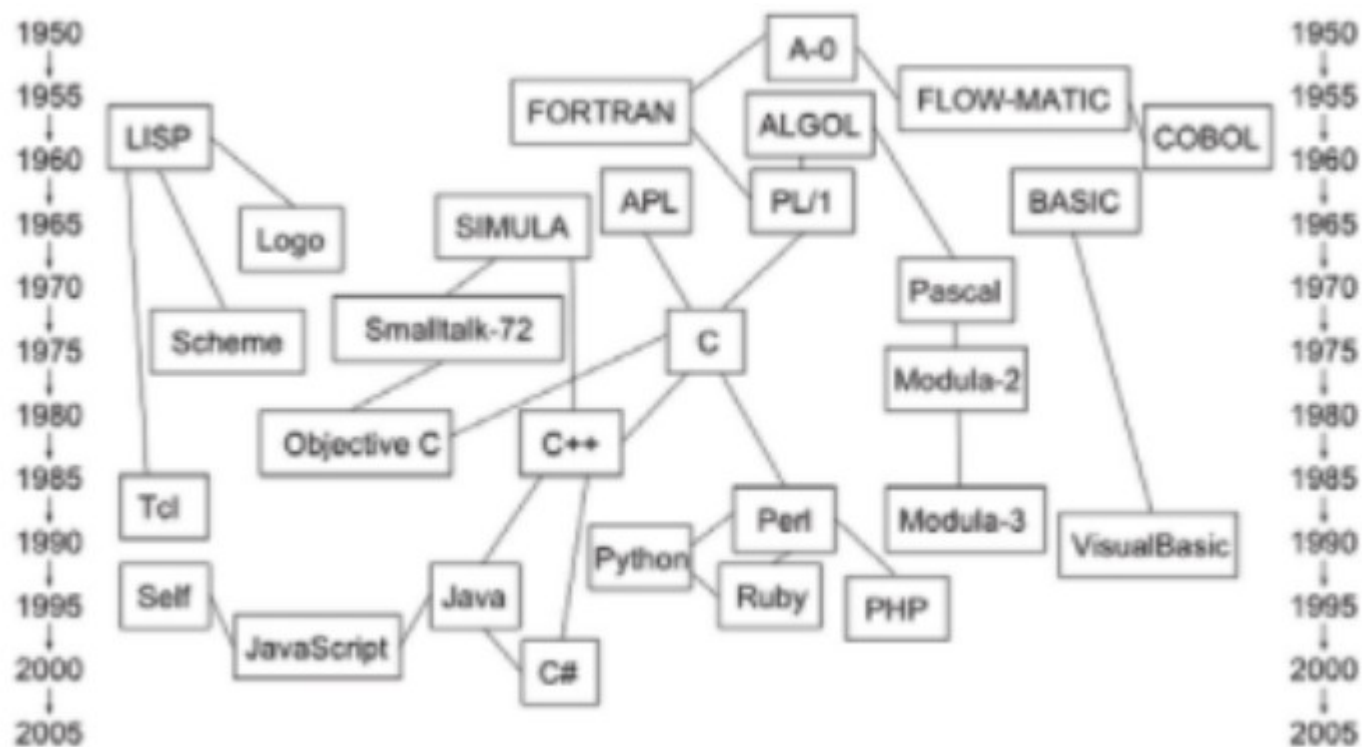 1950 A-0 1950
1955 FORTRAN ALGOL FLOW-MATIC 1955
LISP COBOL
1960 APL PL/1 BASIC 1960
1965 Logo SIMULA 1965
1970 Pascal 1970
Scheme Smalltalk-72 C
1975 Modula-2 1975
1980 Objective C C++ 1980
1985 1985
Tcl Perl Modula-3
1990 Python VisualBasic 1990
1995 Self Java Ruby PHP 1995
2000 JavaScript C# 2000
2005 2005